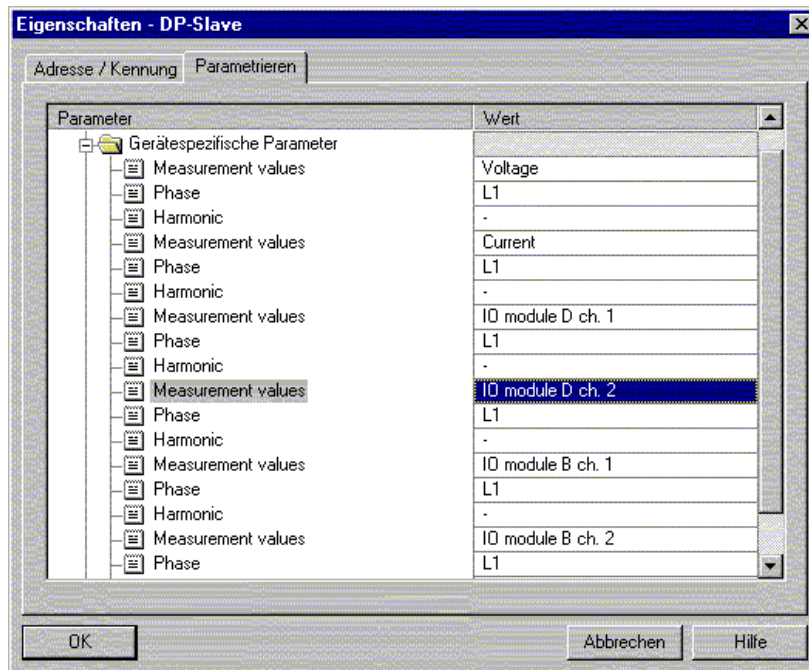 Eigenschaften - DP-Slave
Adresse / Kennung Parametrieren
Parameter Wert
Gerätespezifische Parameter
Measurement values Voltage
Phase L1
Harmonic -
Measurement values Current
Phase L1
Harmonic -
Measurement values IO module D ch. 1
Phase L1
Harmonic -
Measurement values IO module D ch. 2
Phase L1
Harmonic -
Measurement values IO module B ch. 1
Phase L1
Harmonic -
Measurement values IO module B ch. 2
Phase L1
OK Abbrechen Hilfe